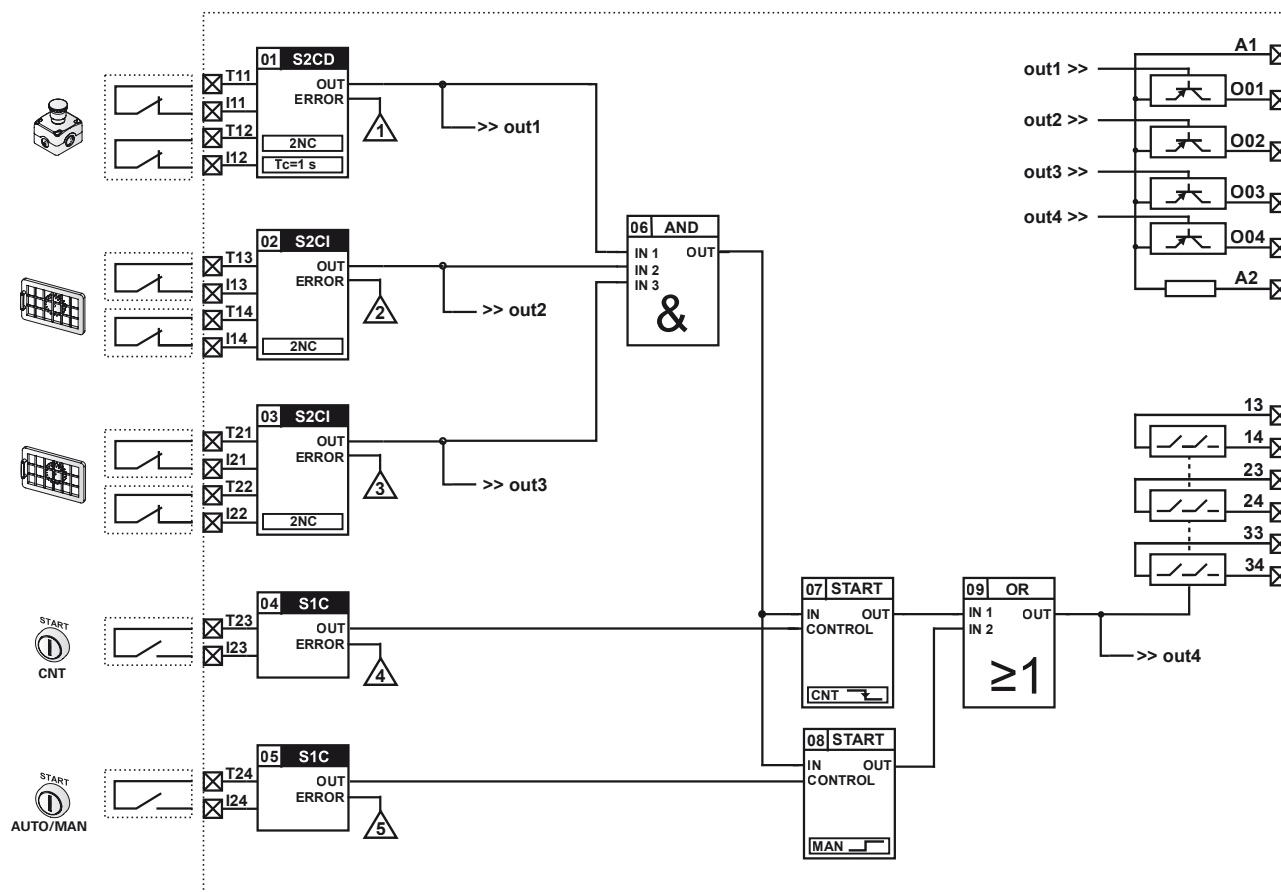 01 S2CD
T11
OUT
I11
ERROR
1
T12
2NC
I12
Tc=1 s
>> out1
02 S2CI
T13
OUT
I13
ERROR
2
T14
I14
2NC
>> out2
03 S2CI
T21
OUT
I21
ERROR
3
T22
I22
2NC
>> out3
06 AND
IN 1 OUT
IN 2
IN 3
&
START
CNT
04 S1C
T23
OUT
I23
ERROR
4
START
AUTO/MAN
05 S1C
T24
OUT
I24
ERROR
5
07 START
IN OUT
CONTROL
CNT
08 START
IN OUT
CONTROL
MAN
09 OR
IN 1 OUT
IN 2
≥1
>> out4
A1
out1 >>
O01
out2 >>
O02
out3 >>
O03
out4 >>
O04
A2
13
14
23
24
33
34